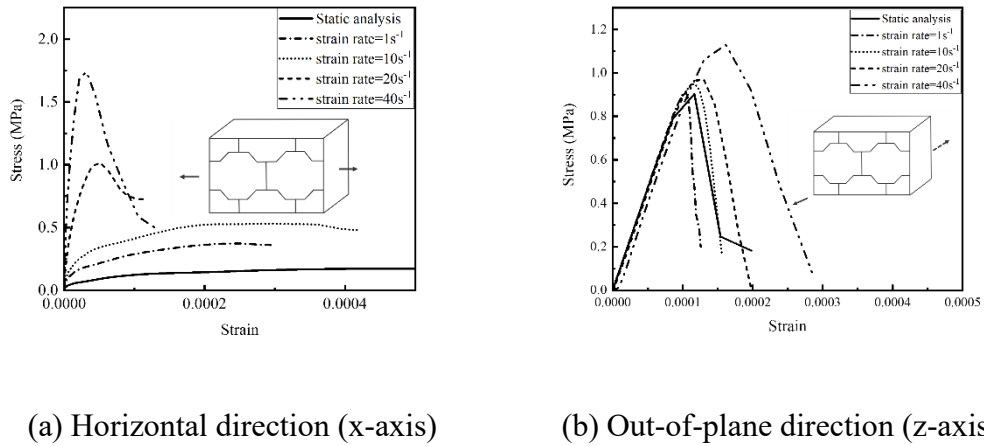 Static analysis
strain rate=1s⁻¹
strain rate=10s⁻¹
strain rate=20s⁻¹
strain rate=40s⁻¹
Stress (MPa)
2.0
1.5
1.0
0.5
0.0
0.0000 0.0002 0.0004
Strain
Static analysis
strain rate=1s⁻¹
strain rate=10s⁻¹
strain rate=20s⁻¹
strain rate=40s⁻¹
Stress (MPa)
1.2
1.0
0.8
0.6
0.4
0.2
0.0
0.0000 0.0001 0.0002 0.0003 0.0004 0.0005
Strain
(a) Horizontal direction (x-axis)
(b) Out-of-plane direction (z-axis